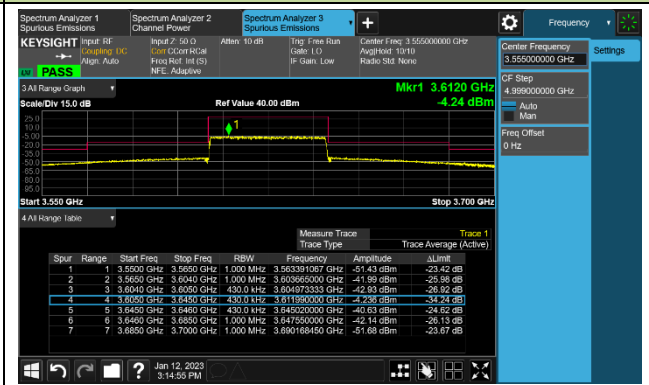 Spectrum Analyzer 1
Spurious Emissions
Spectrum Analyzer 2
Channel Power
Spectrum Analyzer 3
Spurious Emissions
+
Frequency
KEYSIGHT
Input: RF
Coupling: DC
Align: Auto
Input Z: 50 Ω
Corr CCorr RCal
Freq Ref: Int (S)
NFE: Adaptive
Atten: 10 dB
Trig: Free Run
Gate: LO
IF Gain: Low
Center Freq: 3.555000000 GHz
Avg|Hold: 10/10
Radio Std: None
PASS
Center Frequency
3.555000000 GHz
Settings
CF Step
4.999000000 GHz
Auto
Man
Freq Offset
0 Hz
3 All Range Graph
Mkr1 3.6120 GHz
Scale/Div 15.0 dB
Ref Value 40.00 dBm
-4.24 dBm
25.0
10.0
-5.00
-20.0
-35.0
-50.0
-65.0
-80.0
-95.0
1
Start 3.550 GHz
Stop 3.700 GHz
4 All Range Table
Measure Trace Trace 1
Trace Type Trace Average (Active)
Spur Range Start Freq Stop Freq RBW Frequency Amplitude ΔLimit
1 1 3.5500 GHz 3.5650 GHz 1.000 MHz 3.563391067 GHz -51.43 dBm -23.42 dB
2 2 3.5650 GHz 3.6040 GHz 1.000 MHz 3.603665000 GHz -41.99 dBm -25.98 dB
3 3 3.6040 GHz 3.6050 GHz 430.0 kHz 3.604973333 GHz -42.93 dBm -26.92 dB
4 4 3.6050 GHz 3.6450 GHz 430.0 kHz 3.611990000 GHz -4.236 dBm -34.24 dB
5 5 3.6450 GHz 3.6460 GHz 430.0 kHz 3.645020000 GHz -40.63 dBm -24.62 dB
6 6 3.6460 GHz 3.6850 GHz 1.000 MHz 3.647550000 GHz -42.14 dBm -26.13 dB
7 7 3.6850 GHz 3.7000 GHz 1.000 MHz 3.690168450 GHz -51.68 dBm -23.67 dB
?
Jan 12, 2023
3:14:55 PM